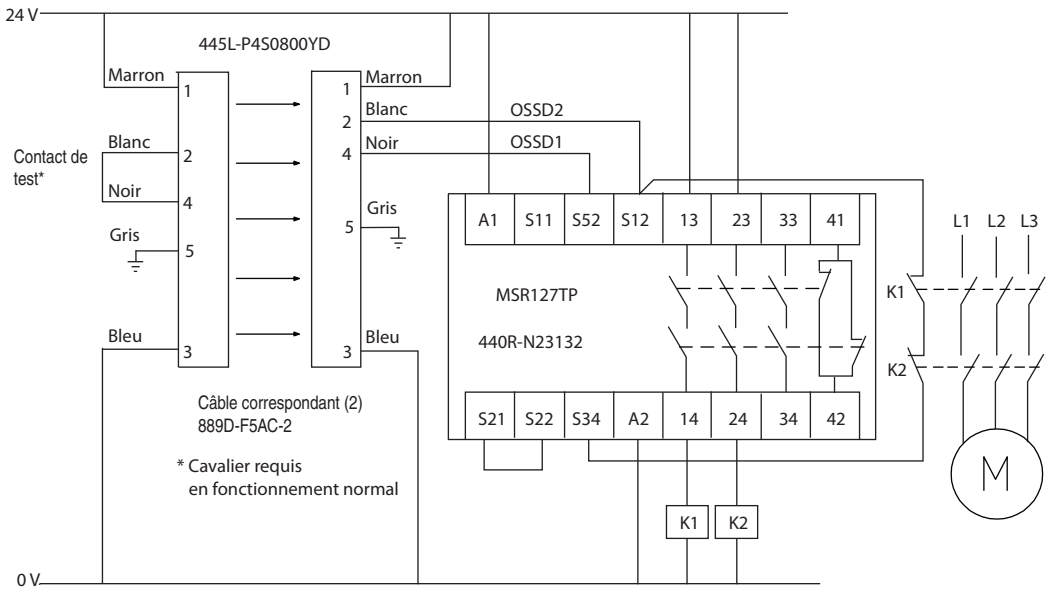 24 V
445L-P4S0800YD
Marron
1
Blanc
2
Contact de
test*
Noir
4
Gris
5
Bleu
3
Marron
1
Blanc
2
OSSD2
Noir
4
OSSD1
Gris
5
Bleu
3
Câble correspondant (2)
889D-F5AC-2
* Cavalier requis
en fonctionnement normal
A1 S11 S52 S12 13 23 33 41
MSR127TP
440R-N23132
S21 S22 S34 A2 14 24 34 42
K1 K2
L1 L2 L3
K1
K2
M
0 V